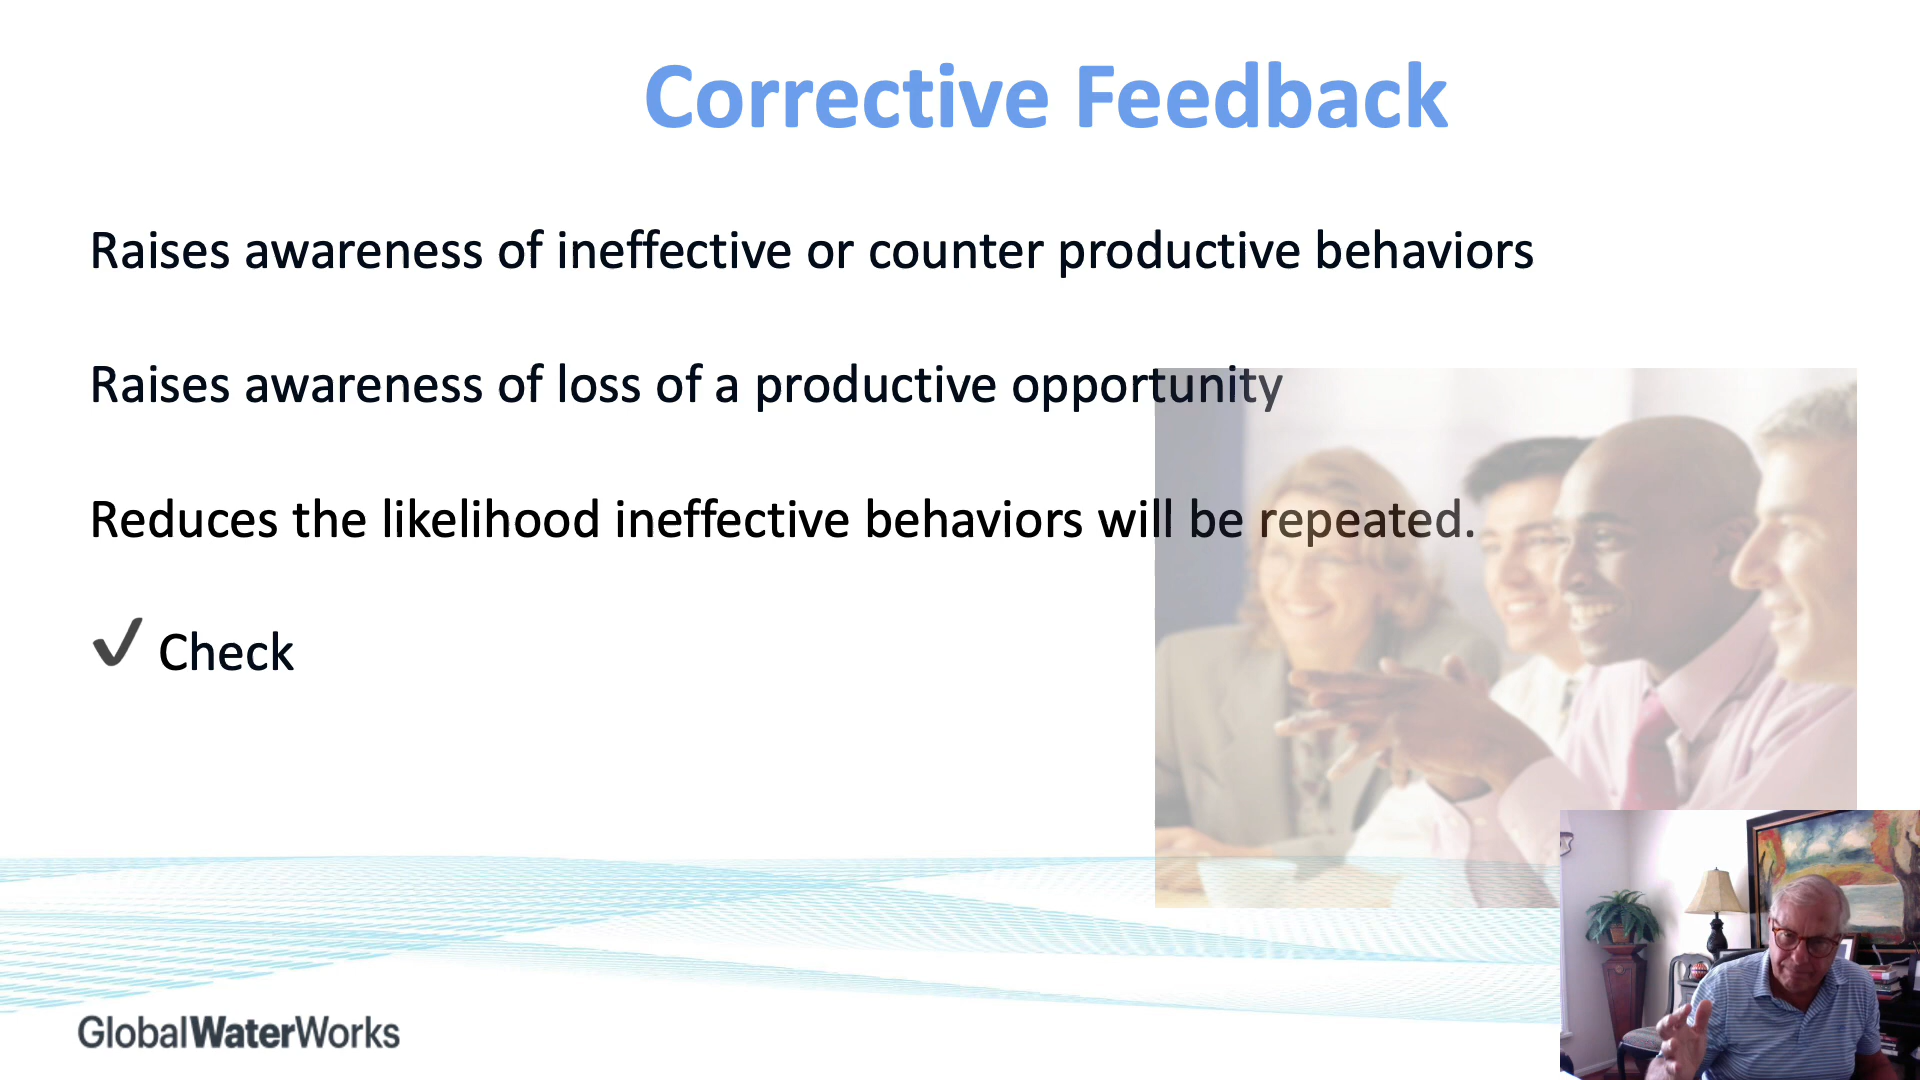 Corrective Feedback
Raises awareness of ineffective or counter productive behaviors
Raises awareness of loss of a productive opportunity
Reduces the likelihood ineffective behaviors will be repeated.
✓ Check
GlobalWaterWorks